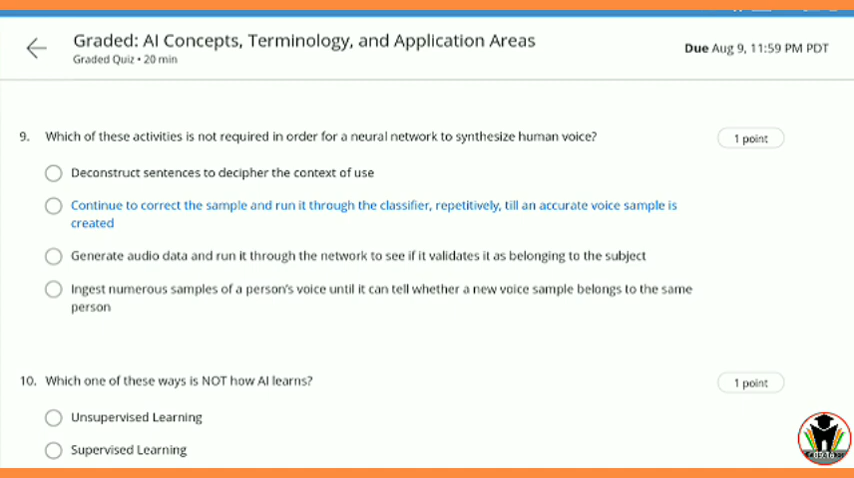 Graded: AI Concepts, Terminology, and Application Areas
Graded Quiz • 20 min
Due Aug 9, 11:59 PM PDT
9. Which of these activities is not required in order for a neural network to synthesize human voice?
1 point
Deconstruct sentences to decipher the context of use
Continue to correct the sample and run it through the classifier, repetitively, till an accurate voice sample is
created
Generate audio data and run it through the network to see if it validates it as belonging to the subject
Ingest numerous samples of a person's voice until it can tell whether a new voice sample belongs to the same
person
10. Which one of these ways is NOT how AI learns?
1 point
Unsupervised Learning
Supervised Learning